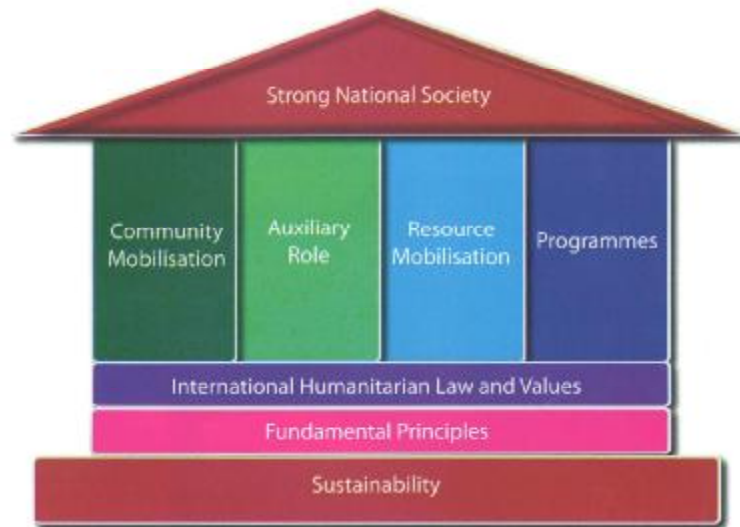 Strong National Society
Community
Mobilisation
Auxiliary
Role
Resource
Mobilisation
Programmes
International Humanitarian Law and Values
Fundamental Principles
Sustainability